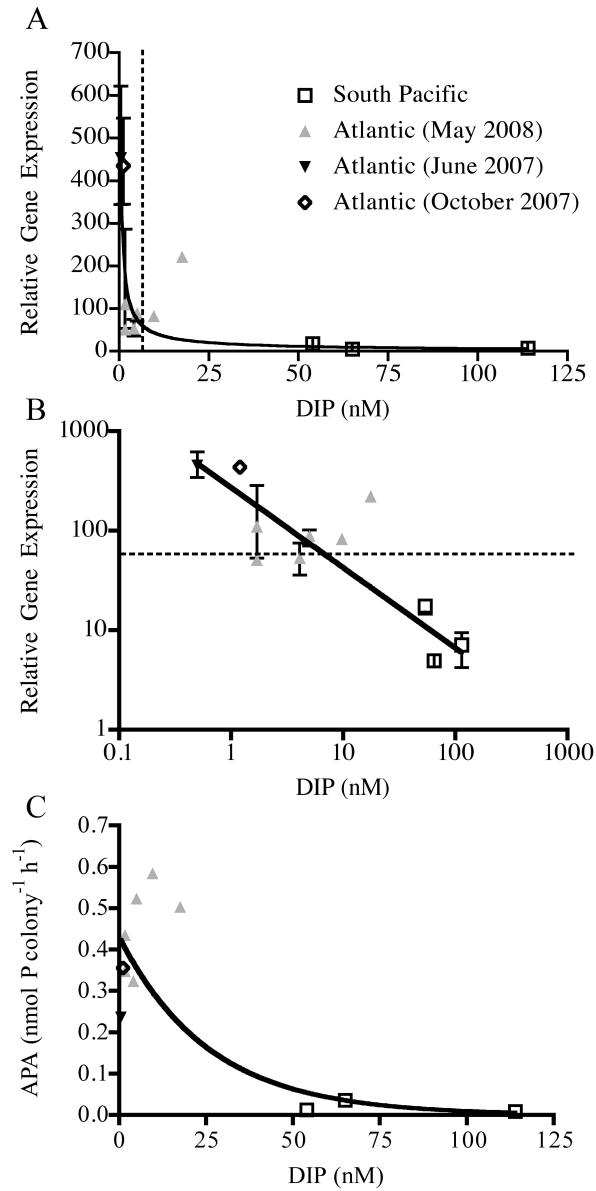 A
700
600
500
400
300
200
100
0
Relative Gene Expression
0 25 50 75 100 125
DIP (nM)
South Pacific
Atlantic (May 2008)
Atlantic (June 2007)
Atlantic (October 2007)
B
1000
100
10
1
Relative Gene Expression
0.1 1 10 100 1000
DIP (nM)
C
0.7
0.6
0.5
0.4
0.3
0.2
0.1
0.0
APA (nmol P colony⁻¹ h⁻¹)
0 25 50 75 100 125
DIP (nM)